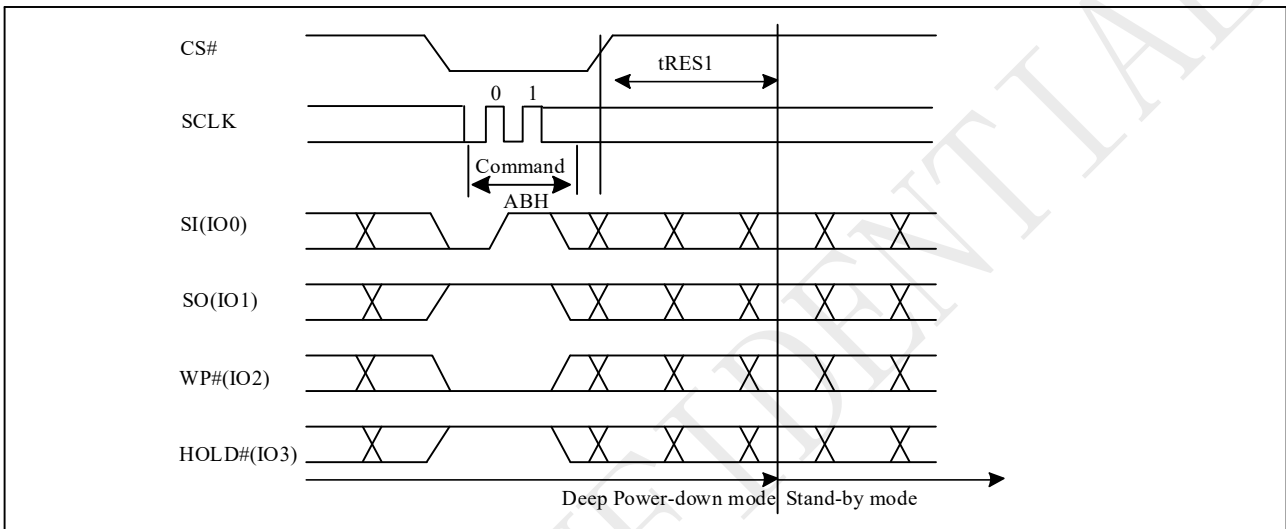 CS#
tRES1
0 1
SCLK
Command
ABH
SI(IO0)
SO(IO1)
WP#(IO2)
HOLD#(IO3)
Deep Power-down mode Stand-by mode